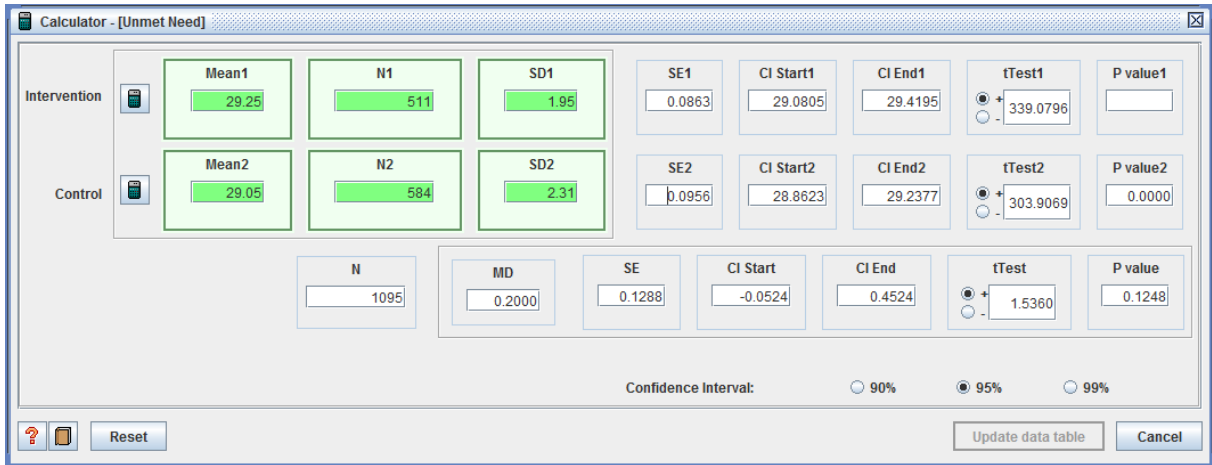 Calculator - [Unmet Need]
Mean1 N1 SD1 SE1 CI Start1 CI End1 tTest1 P value1
Intervention 29.25 511 1.95 0.0863 29.0805 29.4195 + - 339.0796
Mean2 N2 SD2 SE2 CI Start2 CI End2 tTest2 P value2
Control 29.05 584 2.31 0.0956 28.8623 29.2377 + - 303.9069 0.0000
N MD SE CI Start CI End tTest P value
1095 0.2000 0.1288 -0.0524 0.4524 + - 1.5360 0.1248
Confidence Interval: 90% 95% 99%
? Reset Update data table Cancel